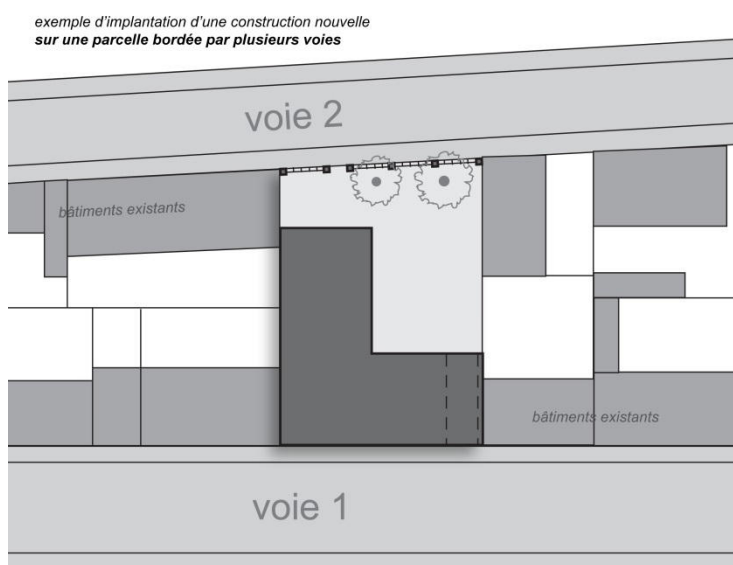 exemple d'implantation d'une construction nouvelle
sur une parcelle bordée par plusieurs voies
voie 2
bâtiments existants
bâtiments existants
voie 1